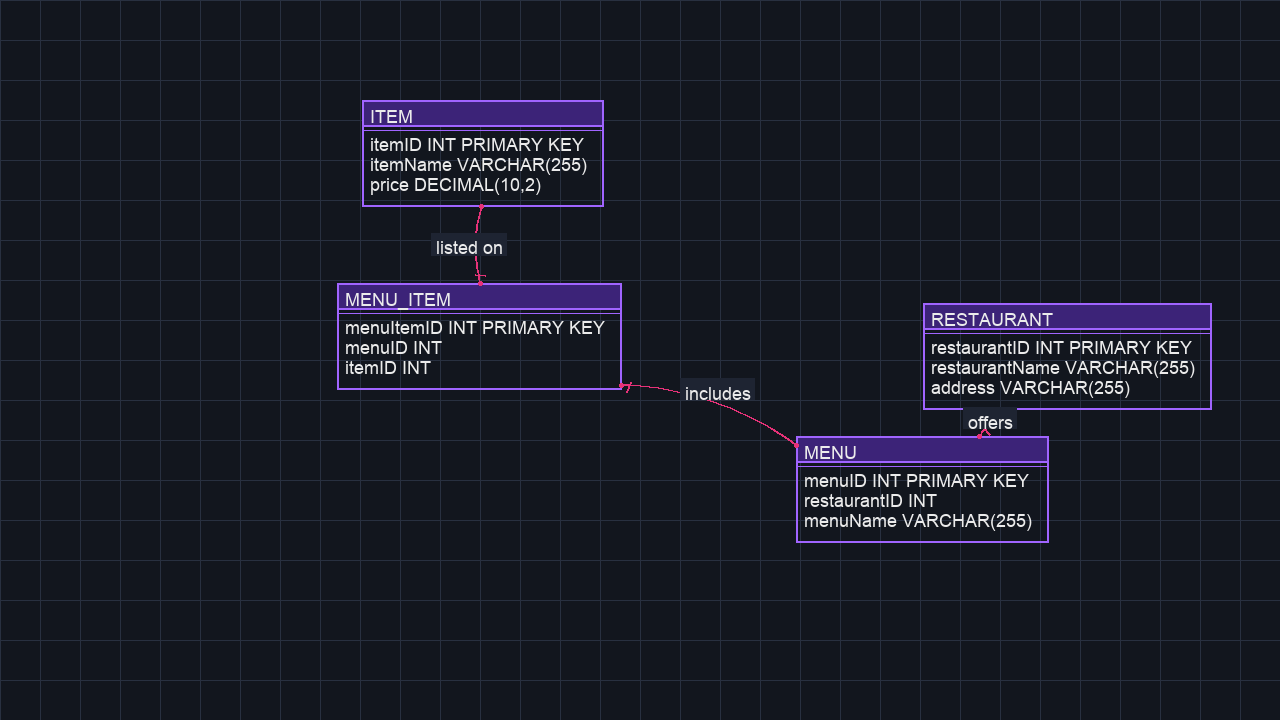 ITEM
itemID INT PRIMARY KEY
itemName VARCHAR(255)
price DECIMAL(10,2)
listed on
MENU_ITEM
menuItemID INT PRIMARY KEY
menuID INT
itemID INT
includes
RESTAURANT
restaurantID INT PRIMARY KEY
restaurantName VARCHAR(255)
address VARCHAR(255)
offers
MENU
menuID INT PRIMARY KEY
restaurantID INT
menuName VARCHAR(255)